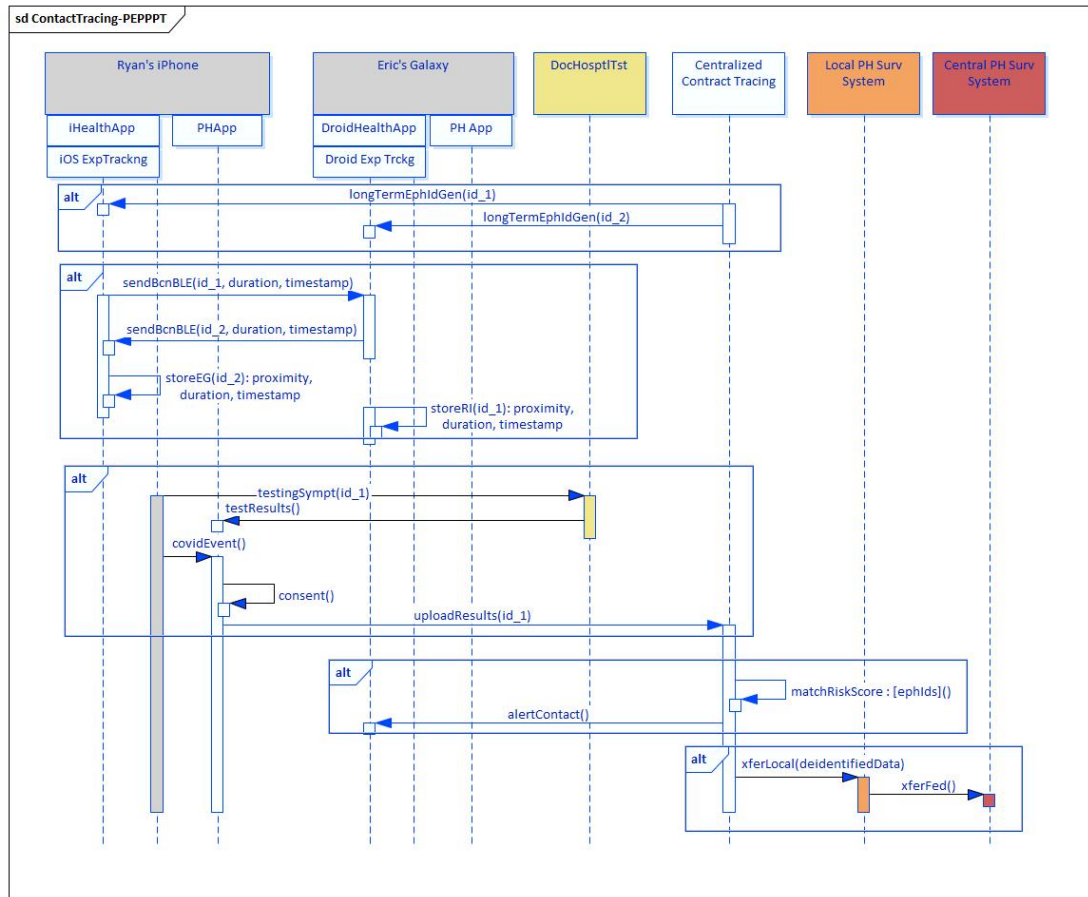 sd ContactTracing-PEPPPT
Ryan's iPhone
Eric's Galaxy
DocHosptlTst
Centralized
Contract Tracing
Local PH Surv
System
Central PH Surv
System
iHealthApp
PHApp
DroidHealthApp
PH App
iOS ExpTrackng
Droid Exp Trckg
alt
longTermEphIdGen(id_1)
longTermEphIdGen(id_2)
alt
sendBcnBLE(id_1, duration, timestamp)
sendBcnBLE(id_2, duration, timestamp)
storeEG(id_2): proximity,
duration, timestamp
storeRI(id_1): proximity,
duration, timestamp
alt
testingSympt(id_1)
testResults()
covidEvent()
consent()
uploadResults(id_1)
alt
matchRiskScore : [ephIds]()
alertContact()
alt
xferLocal(deidentifiedData)
xferFed()